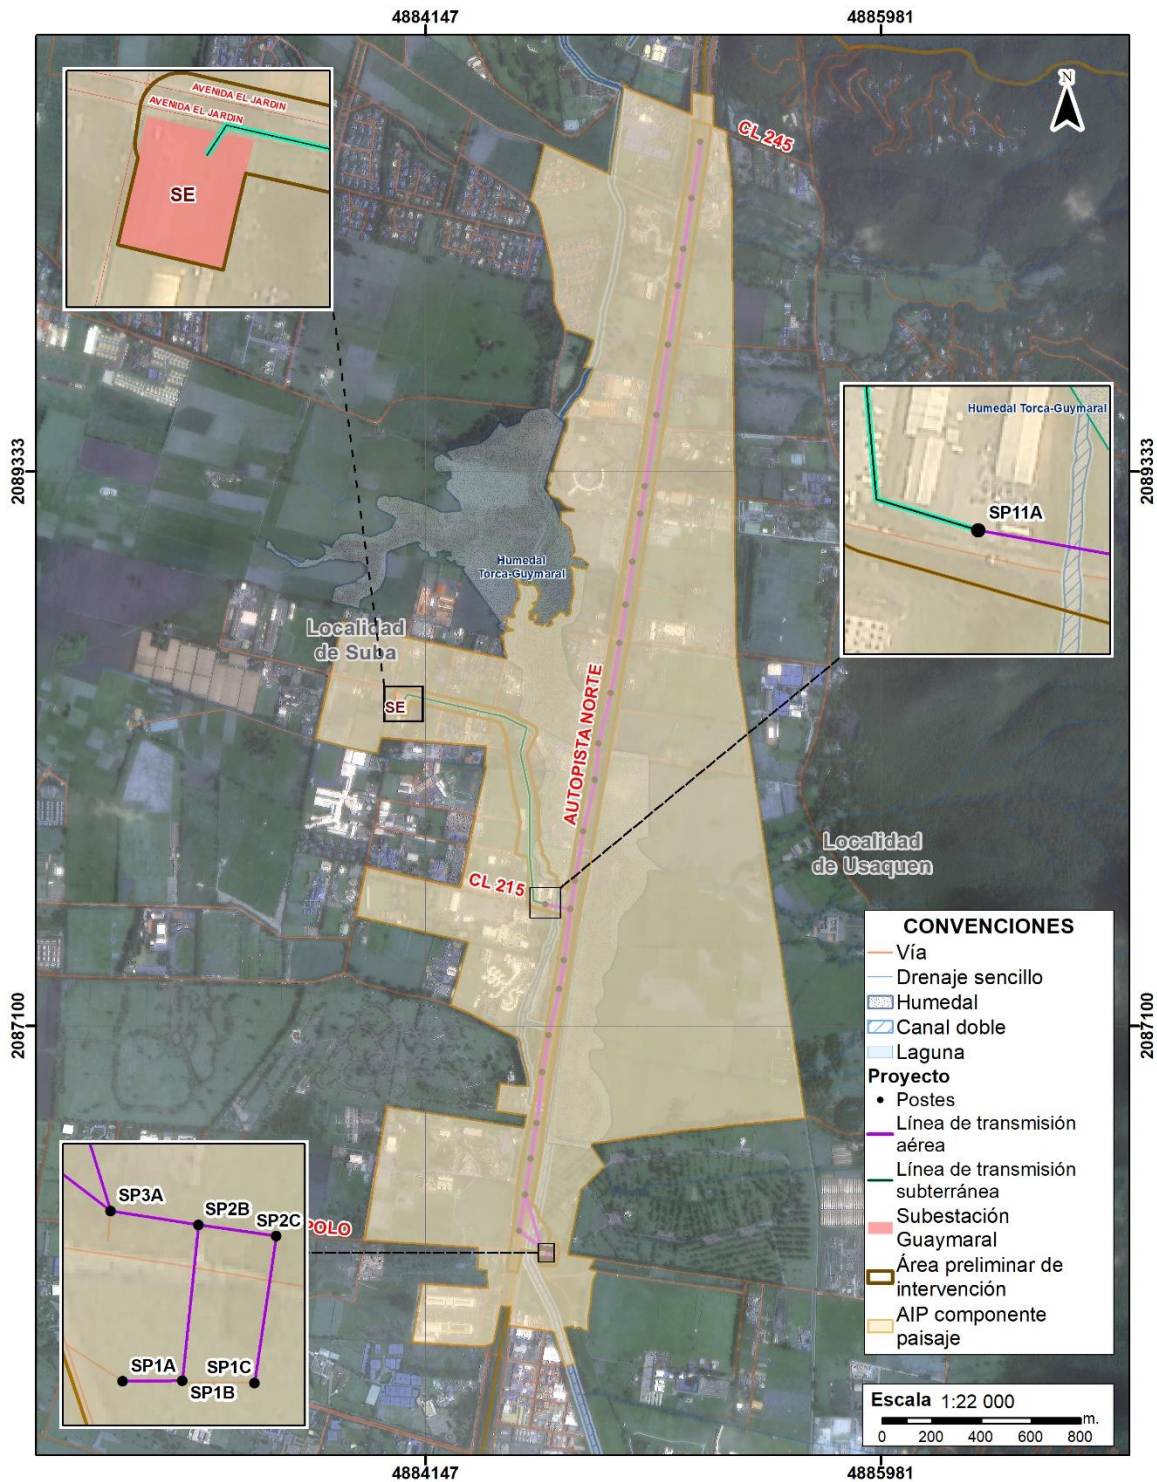 4884147
4885981
N
AVENIDA EL JARDIN
AVENIDA EL JARDIN
SE
CL 245
2089333
2089333
Humedal Torca-Guymaral
SP11A
Humedal
Torca-Guymaral
Localidad
de Suba
SE
AUTOPISTA NORTE
Localidad
de Usaquen
CL 215
2087100
2087100
CONVENCIONES
Vía
Drenaje sencillo
Humedal
Canal doble
Laguna
Proyecto
Postes
Línea de transmisión
aérea
Línea de transmisión
subterránea
Subestación
Guaymaral
Área preliminar de
intervención
AIP componente
paisaje
SP3A
SP2B
SP2C
POLO
SP1A
SP1B
SP1C
Escala 1:22 000
0 200 400 600 800 m.
4884147
4885981